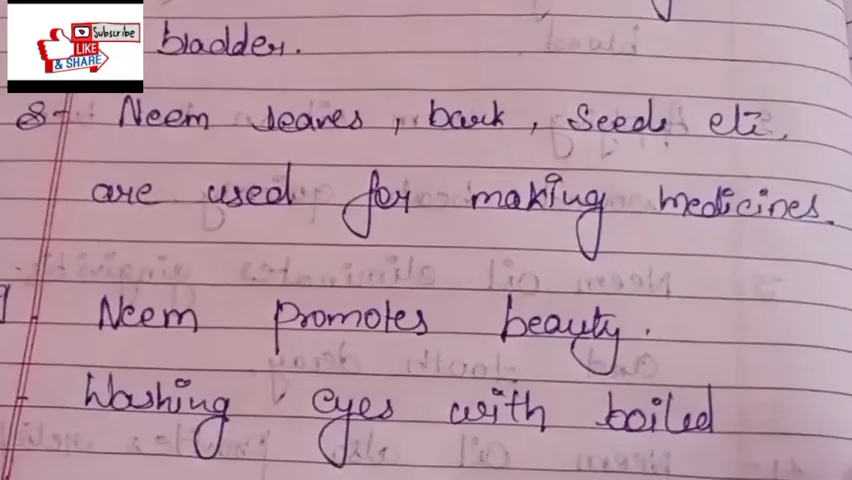 Subscribe
LIKE
& SHARE
bladder.
8- Neem leaves, bark, seeds etc.
are used for making medicines.
9- Neem promotes beauty.
- Washing eyes with boiled